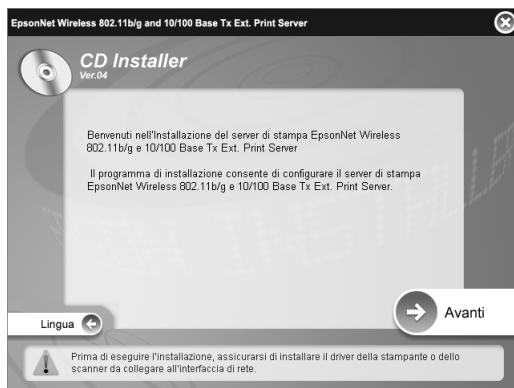 EpsonNet Wireless 802.11b/g and 10/100 Base Tx Ext. Print Server
CD Installer
Ver.04
Benvenuti nell'Installazione del server di stampa EpsonNet Wireless
802.11b/g e 10/100 Base Tx Ext. Print Server
Il programma di installazione consente di configurare il server di stampa
EpsonNet Wireless 802.11b/g e 10/100 Base Tx Ext. Print Server.
Avanti
Lingua
Prima di eseguire l'installazione, assicurarsi di installare il driver della stampante o dello
scanner da collegare all'interfaccia di rete.